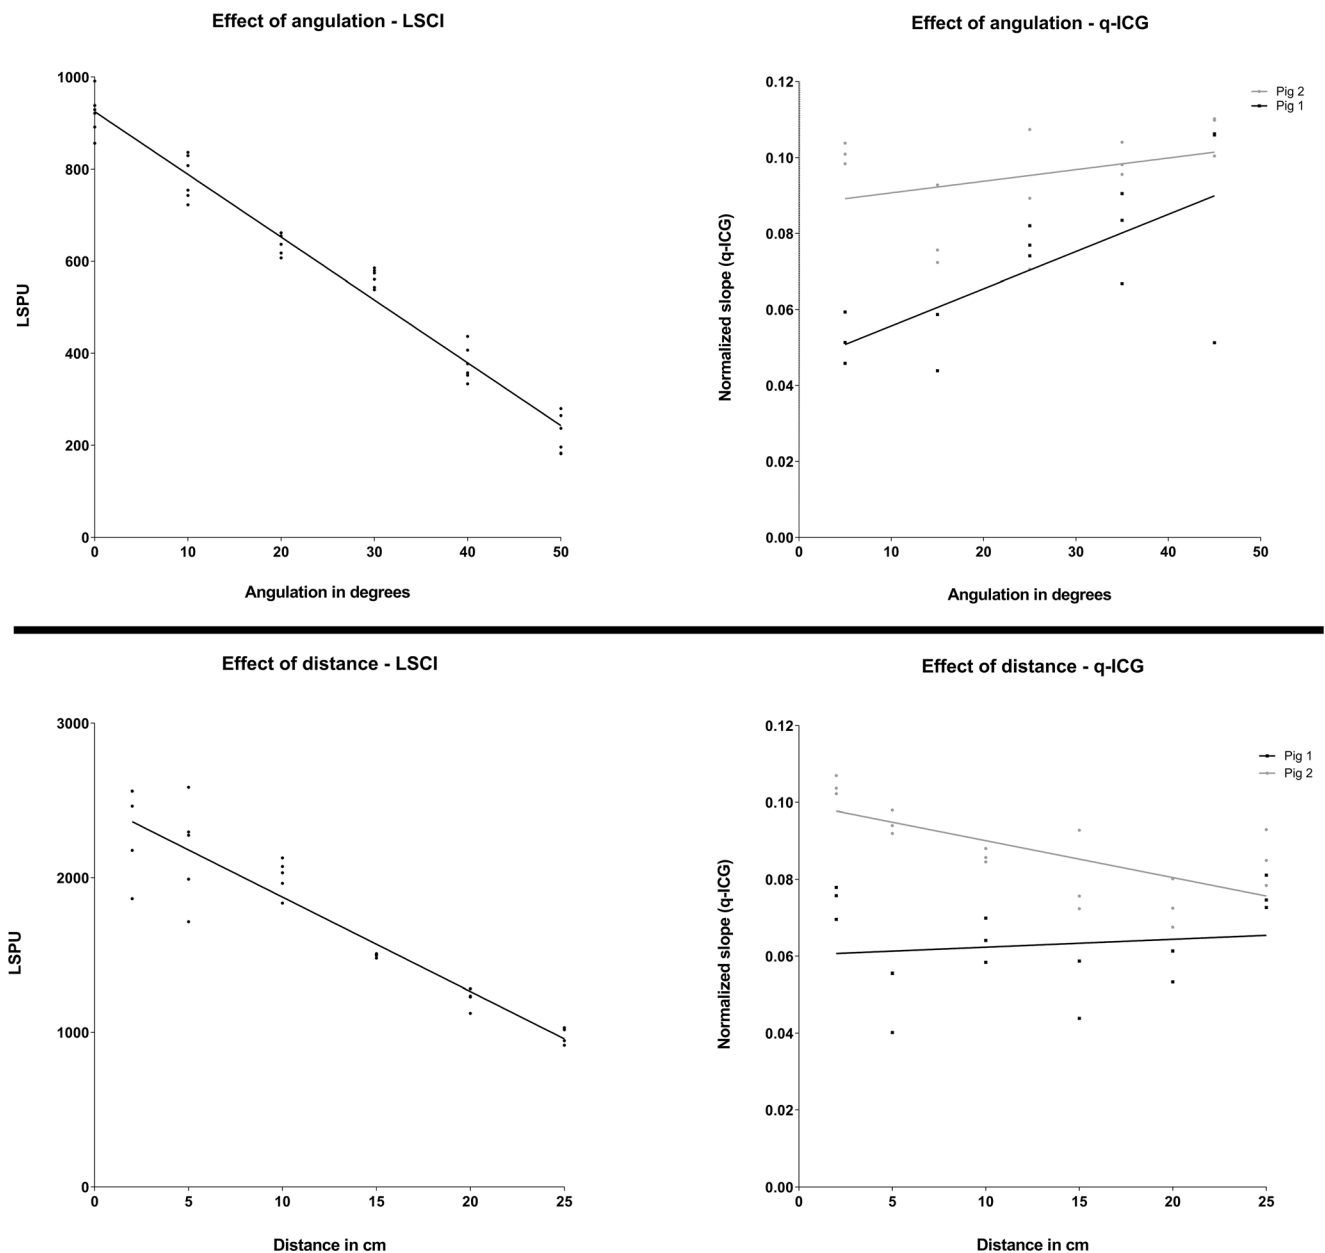 Effect of angulation - LSCI
1000
800
600
400
200
0
LSPU
0 10 20 30 40 50
Angulation in degrees
Effect of angulation - q-ICG
0.12
0.10
0.08
0.06
0.04
0.02
0.00
Normalized slope (q-ICG)
Pig 2
Pig 1
0 10 20 30 40 50
Angulation in degrees
Effect of distance - LSCI
3000
2000
1000
0
LSPU
0 5 10 15 20 25
Distance in cm
Effect of distance - q-ICG
0.12
0.10
0.08
0.06
0.04
0.02
0.00
Normalized slope (q-ICG)
Pig 1
Pig 2
0 5 10 15 20 25
Distance in cm